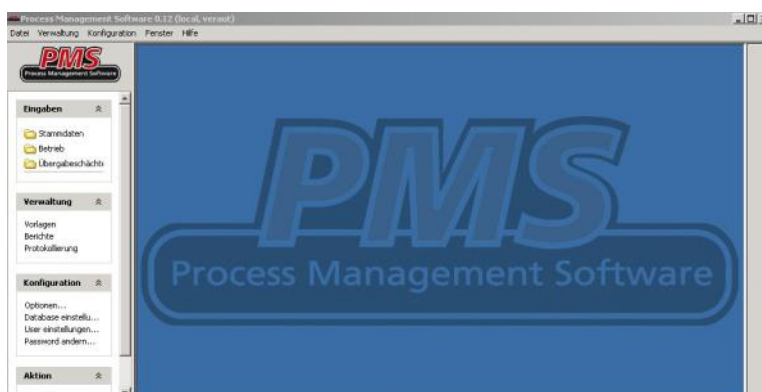 Process Management Software 0.12 (local, veraut)
Datei Verwaltung Konfiguration Fenster Hilfe
PMS
Process Management Software
Eingaben
Stammdaten
Betrieb
Übergabeschächte
Verwaltung
Vorlagen
Berichte
Protokollierung
Konfiguration
Optionen...
Database einstellu...
User einstellungen...
Password andern...
Aktion
PMS
Process Management Software